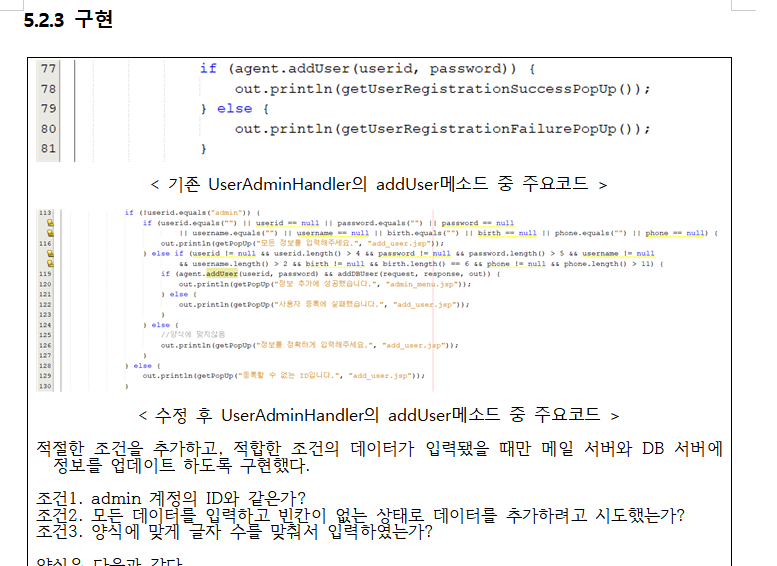 5.2.3 구현
77 if (agent.addUser(userid, password)) {
78 out.println(getUserRegistrationSuccessPopUp());
79 } else {
80 out.println(getUserRegistrationFailurePopUp());
81 }
< 기존 UserAdminHandler의 addUser메소드 중 주요코드 >
113 if (!userid.equals("admin")) {
if (userid.equals("") || userid == null || password.equals("") || password == null
|| username.equals("") || username == null || birth.equals("") || birth == null || phone.equals("") || phone == null) {
116 out.println(getPopUp("모든 정보를 입력해주세요.", "add_user.jsp"));
} else if (userid != null && userid.length() > 4 && password != null && password.length() > 5 && username != null
&& username.length() > 2 && birth != null && birth.length() == 6 && phone != null && phone.length() > 11) {
119 if (agent.addUser(userid, password) && addDBUser(request, response, out)) {
120 out.println(getPopUp("정보 추가에 성공했습니다.", "admin_menu.jsp"));
121 } else {
122 out.println(getPopUp("사용자 등록에 실패했습니다.", "add_user.jsp"));
123 }
124 } else {
125 //양식에 맞지않음
126 out.println(getPopUp("정보를 정확하게 입력해주세요.", "add_user.jsp"));
127 }
128 } else {
129 out.println(getPopUp("등록할 수 없는 ID입니다.", "add_user.jsp"));
130 }
< 수정 후 UserAdminHandler의 addUser메소드 중 주요코드 >
적절한 조건을 추가하고, 적합한 조건의 데이터가 입력됐을 때만 메일 서버와 DB 서버에
정보를 업데이트 하도록 구현했다.
조건1. admin 계정의 ID와 같은가?
조건2. 모든 데이터를 입력하고 빈칸이 없는 상태로 데이터를 추가하려고 시도했는가?
조건3. 양식에 맞게 글자 수를 맞춰서 입력하였는가?
양식은 다음과 같다